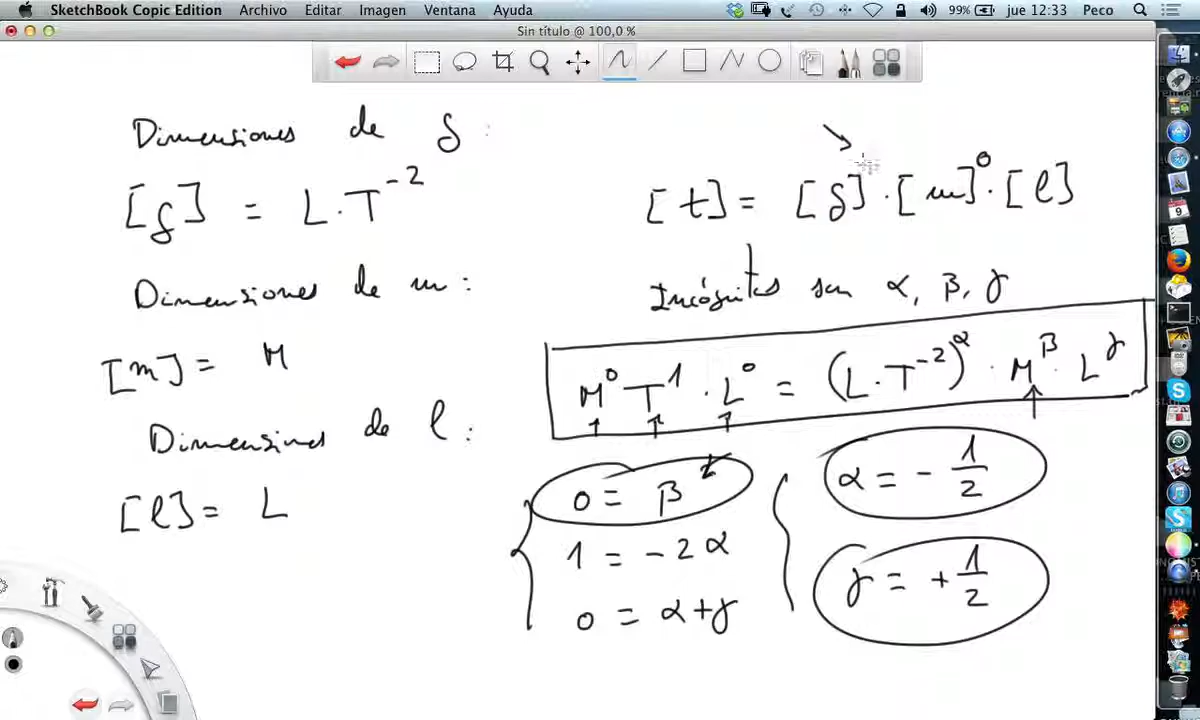 SketchBook Copic Edition Archivo Editar Imagen Ventana Ayuda 99% jue 12:33 Peco
Sin título @ 100,0 %
Dimensiones de g :
[g] = L · T⁻²
Dimensiones de m :
[m] = M
Dimensiones de l :
[l] = L
[t] = [g] · [m]⁰ · [l]
Incógnitas son α, β, γ
M⁰ T¹ · L⁰ = (L · T⁻²)^α · M^β · L^γ
0 = β
1 = -2α
0 = α+γ
α = - 1/2
γ = + 1/2